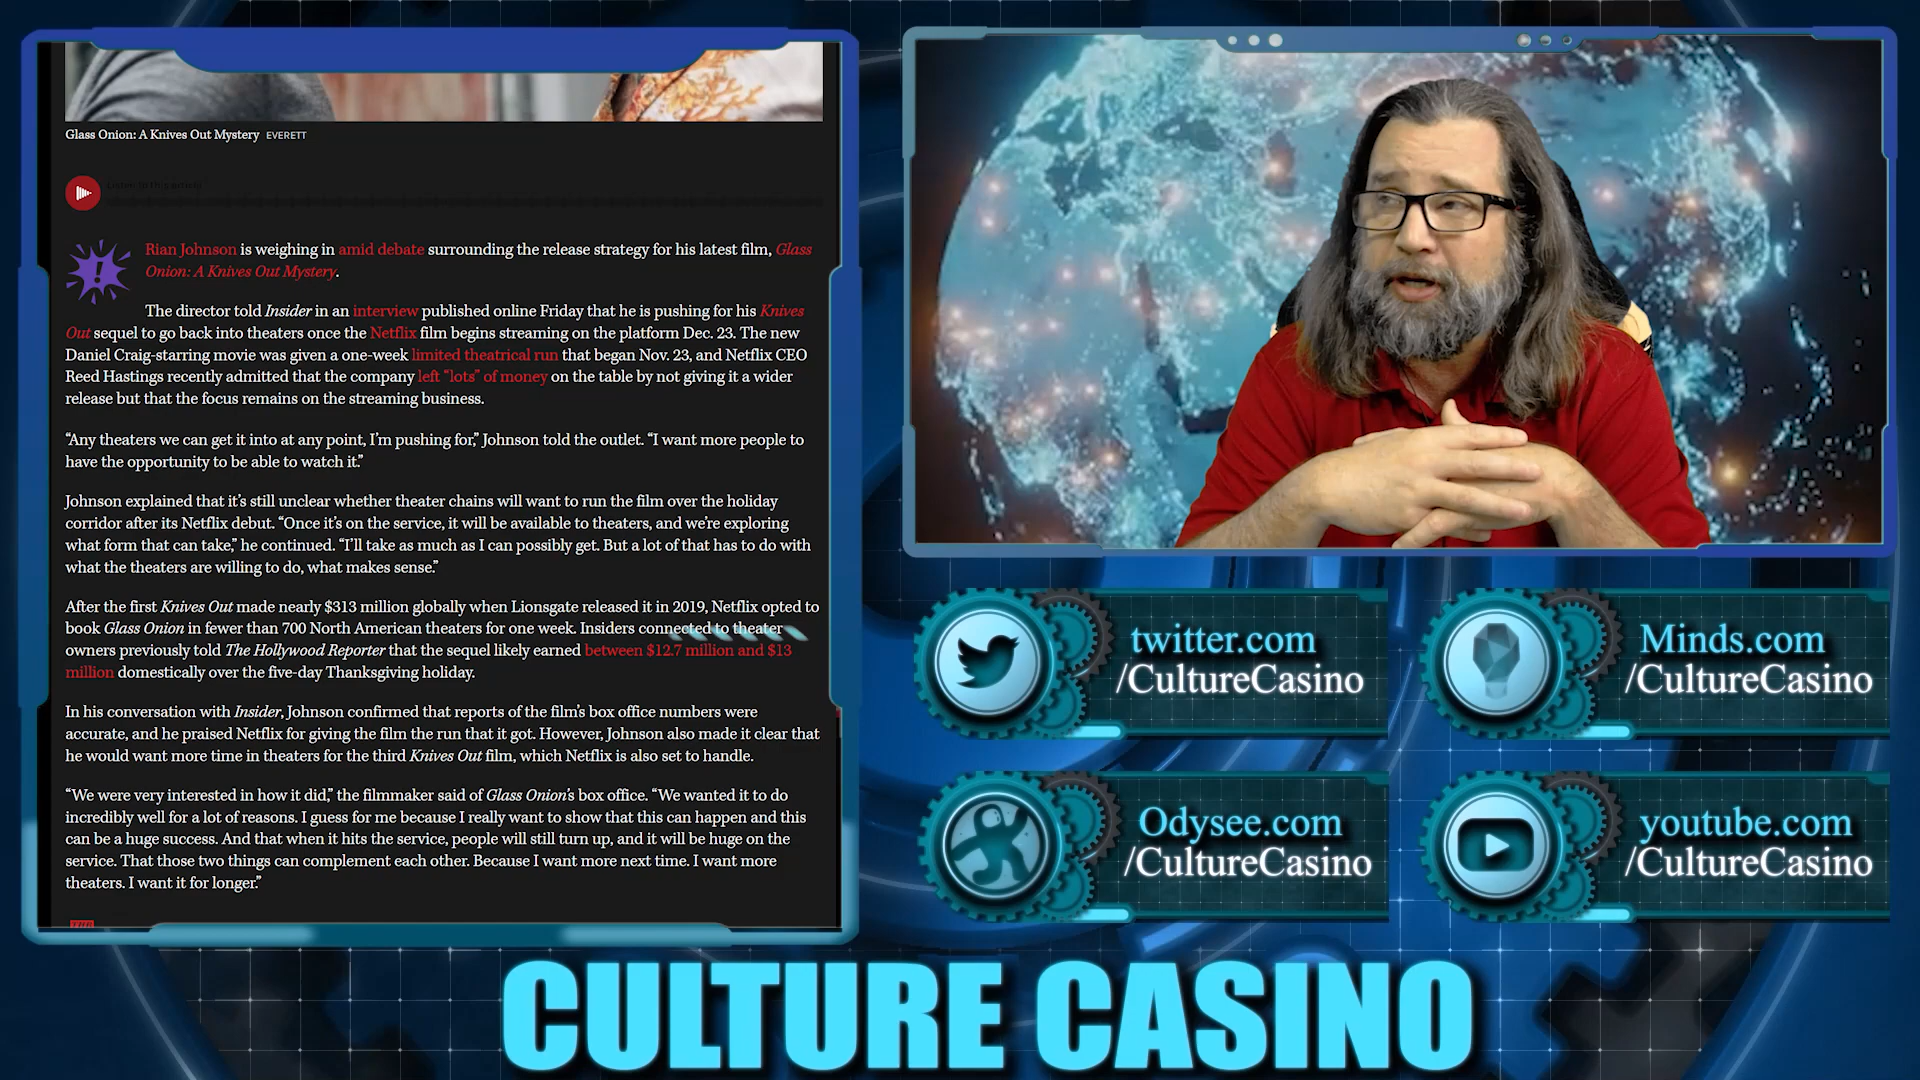 Glass Onion: A Knives Out Mystery EVERETT
Rian Johnson is weighing in amid debate surrounding the release strategy for his latest film, Glass
Onion: A Knives Out Mystery.
The director told Insider in an interview published online Friday that he is pushing for his Knives
Out sequel to go back into theaters once the Netflix film begins streaming on the platform Dec. 23. The new
Daniel Craig-starring movie was given a one-week limited theatrical run that began Nov. 23, and Netflix CEO
Reed Hastings recently admitted that the company left “lots” of money on the table by not giving it a wider
release but that the focus remains on the streaming business.
“Any theaters we can get it into at any point, I’m pushing for,” Johnson told the outlet. “I want more people to
have the opportunity to be able to watch it.”
Johnson explained that it’s still unclear whether theater chains will want to run the film over the holiday
corridor after its Netflix debut. “Once it’s on the service, it will be available to theaters, and we’re exploring
what form that can take,” he continued. “I’ll take as much as I can possibly get. But a lot of that has to do with
what the theaters are willing to do, what makes sense.”
After the first Knives Out made nearly $313 million globally when Lionsgate released it in 2019, Netflix opted to
book Glass Onion in fewer than 700 North American theaters for one week. Insiders connected to theater
owners previously told The Hollywood Reporter that the sequel likely earned between $12.7 million and $13
million domestically over the five-day Thanksgiving holiday.
In his conversation with Insider, Johnson confirmed that reports of the film’s box office numbers were
accurate, and he praised Netflix for giving the film the run that it got. However, Johnson also made it clear that
he would want more time in theaters for the third Knives Out film, which Netflix is also set to handle.
“We were very interested in how it did,” the filmmaker said of Glass Onion’s box office. “We wanted it to do
incredibly well for a lot of reasons. I guess for me because I really want to show that this can happen and this
can be a huge success. And that when it hits the service, people will still turn up, and it will be huge on the
service. That those two things can complement each other. Because I want more next time. I want more
theaters. I want it for longer.”
twitter.com
/CultureCasino
Minds.com
/CultureCasino
Odysee.com
/CultureCasino
youtube.com
/CultureCasino
CULTURE CASINO